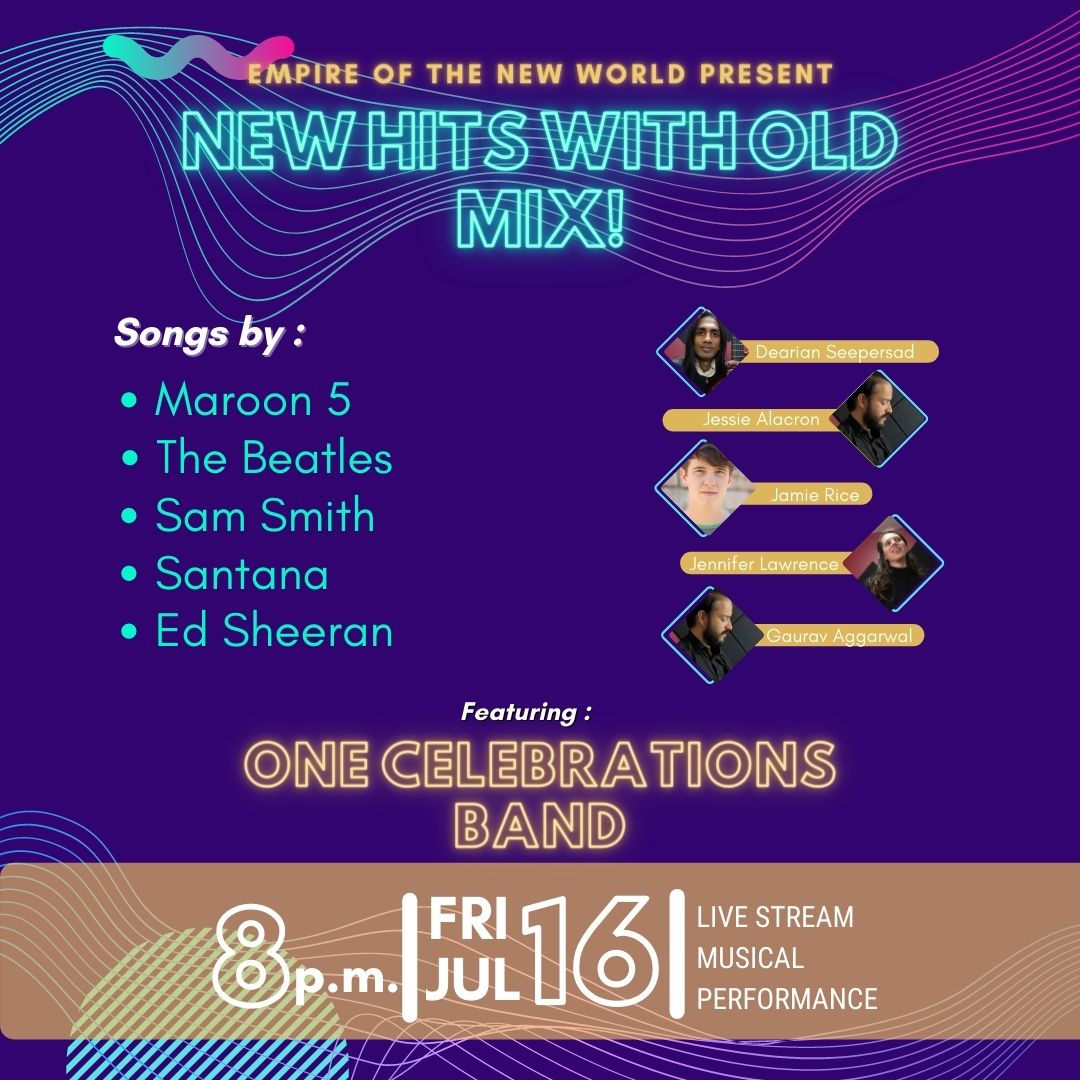 EMPIRE OF THE NEW WORLD PRESENT
NEW HITS WITH OLD
MIX!
Songs by :
• Maroon 5
• The Beatles
• Sam Smith
• Santana
• Ed Sheeran
Dearian Seepersad
Jessie Alacron
Jamie Rice
Jennifer Lawrence
Gaurav Aggarwal
Featuring :
ONE CELEBRATIONS
BAND
8 p.m.
FRI
JUL
16
LIVE STREAM
MUSICAL
PERFORMANCE